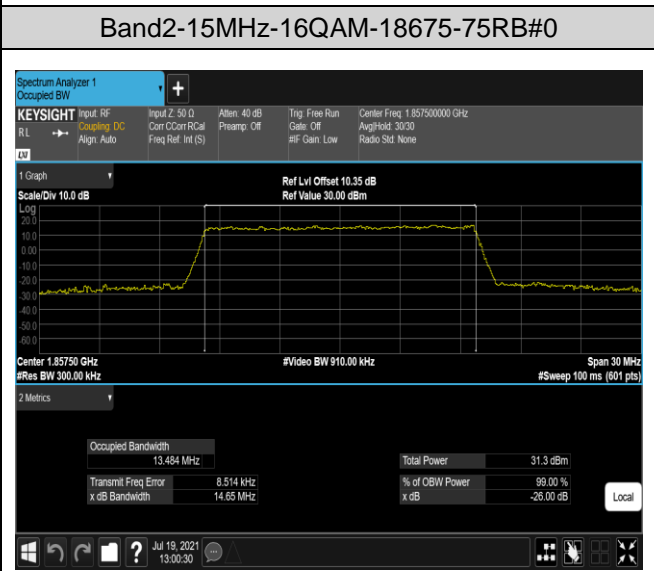 Band2-15MHz-16QAM-18675-75RB#0
Spectrum Analyzer 1
Occupied BW
+
KEYSIGHT Input: RF Input Z: 50 Ω Atten: 40 dB Trig: Free Run Center Freq: 1.857500000 GHz
RL Coupling: DC Corr CCorr RCal Preamp: Off Gate: Off Avg|Hold: 30/30
Align: Auto Freq Ref: Int (S) #IF Gain: Low Radio Std: None
LXI
1 Graph
Ref Lvl Offset 10.35 dB
Scale/Div 10.0 dB Ref Value 30.00 dBm
Log
20.0
10.0
0.00
-10.0
-20.0
-30.0
-40.0
-50.0
-60.0
Center 1.85750 GHz #Video BW 910.00 kHz Span 30 MHz
#Res BW 300.00 kHz #Sweep 100 ms (601 pts)
2 Metrics
Occupied Bandwidth
13.484 MHz Total Power 31.3 dBm
Transmit Freq Error 8.514 kHz % of OBW Power 99.00 %
x dB Bandwidth 14.65 MHz x dB -26.00 dB
Local
? Jul 19, 2021
13:00:30